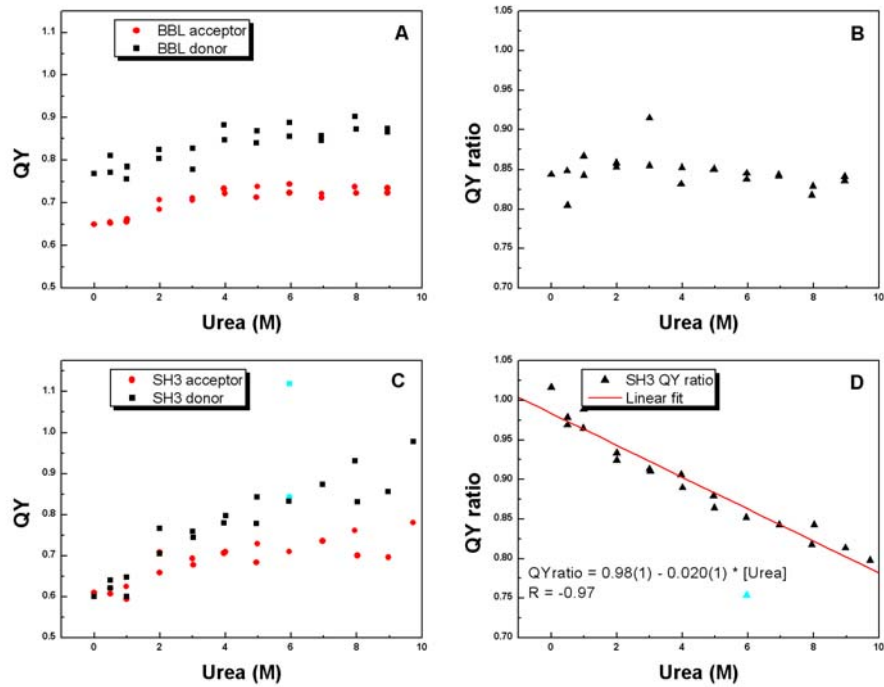 A
BBL acceptor
BBL donor
1.1
1.0
0.9
0.8
0.7
0.6
0.5
QY
0 2 4 6 8 10
Urea (M)
B
1.05
1.00
0.95
0.90
0.85
0.80
0.75
0.70
QY ratio
0 2 4 6 8 10
Urea (M)
C
SH3 acceptor
SH3 donor
1.1
1.0
0.9
0.8
0.7
0.6
0.5
QY
0 2 4 6 8 10
Urea (M)
D
SH3 QY ratio
Linear fit
1.05
1.00
0.95
0.90
0.85
0.80
0.75
0.70
QY ratio
QYratio = 0.98(1) - 0.020(1) * [Urea]
R = -0.97
0 2 4 6 8 10
Urea (M)